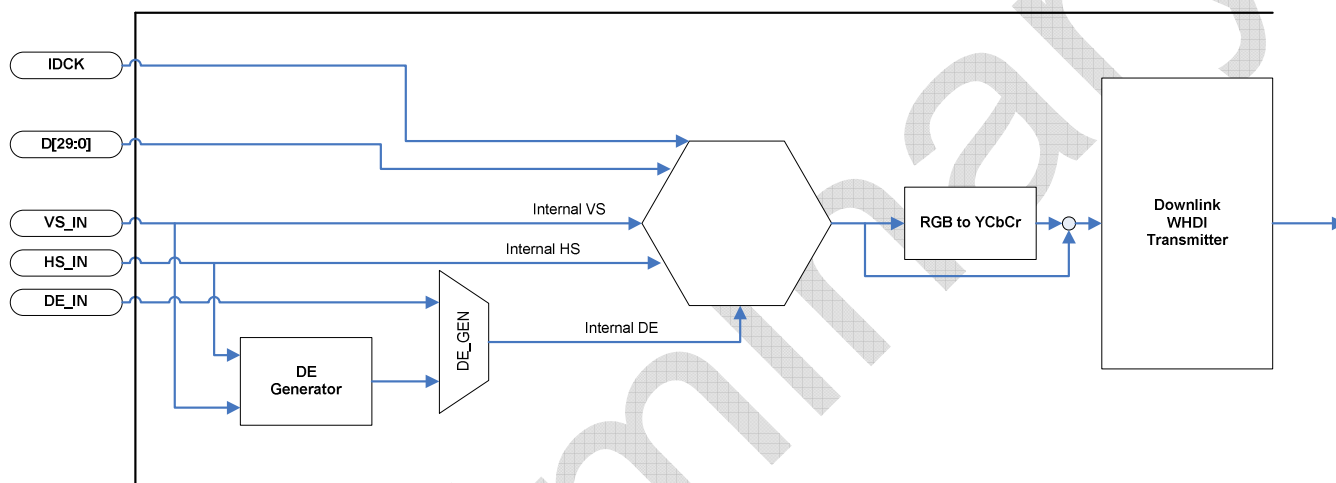 IDCK
D[29:0]
VS_IN
HS_IN
DE_IN
Internal VS
Internal HS
Internal DE
DE_GEN
DE
Generator
RGB to YCbCr
Downlink
WHDI
Transmitter